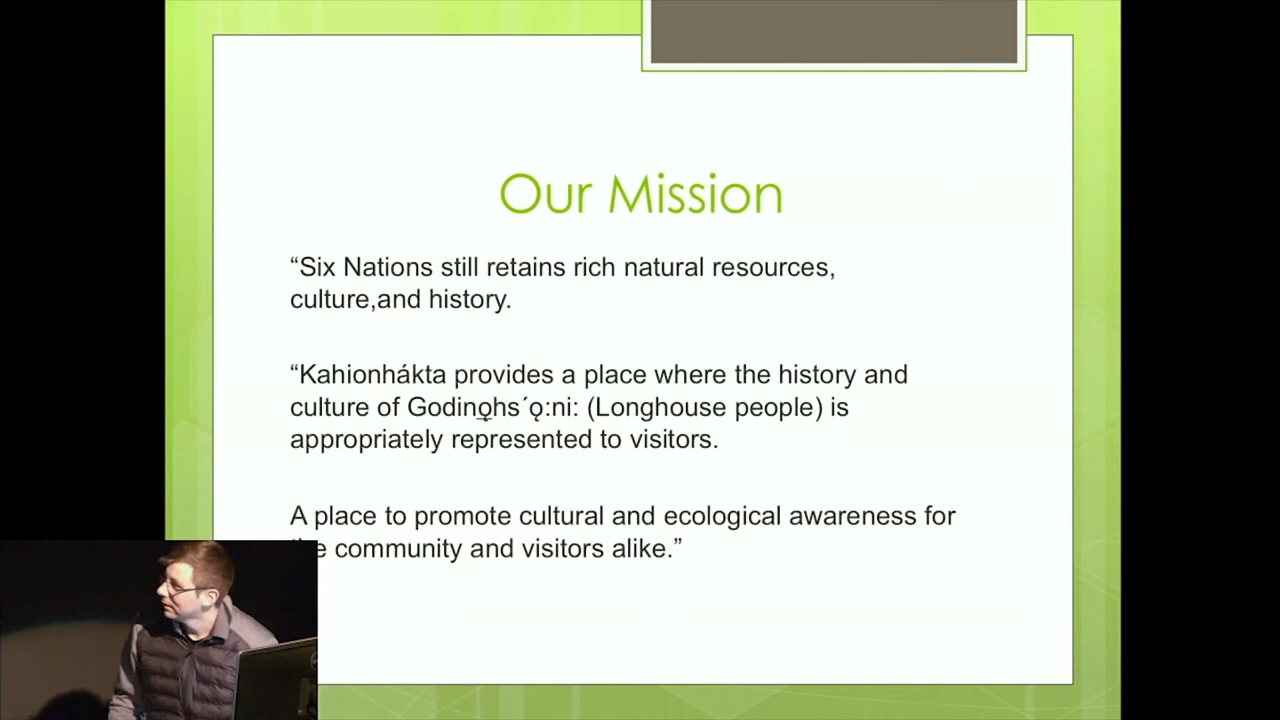 Our Mission
“Six Nations still retains rich natural resources,
culture,and history.
“Kahionhákta provides a place where the history and
culture of Godinǫ̱hs´ǫ:ni: (Longhouse people) is
appropriately represented to visitors.
A place to promote cultural and ecological awareness for
community and visitors alike.”